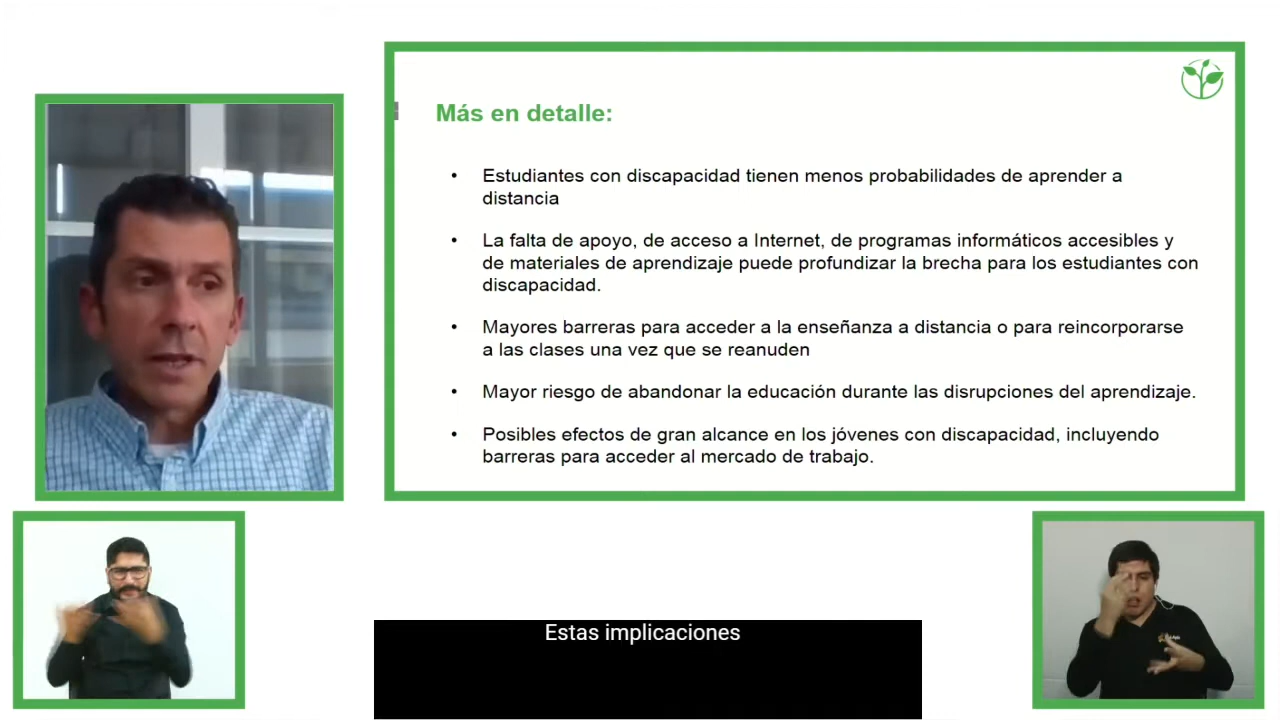 Más en detalle:
• Estudiantes con discapacidad tienen menos probabilidades de aprender a
distancia
• La falta de apoyo, de acceso a Internet, de programas informáticos accesibles y
de materiales de aprendizaje puede profundizar la brecha para los estudiantes con
discapacidad.
• Mayores barreras para acceder a la enseñanza a distancia o para reincorporarse
a las clases una vez que se reanuden
• Mayor riesgo de abandonar la educación durante las disrupciones del aprendizaje.
• Posibles efectos de gran alcance en los jóvenes con discapacidad, incluyendo
barreras para acceder al mercado de trabajo.
Estas implicaciones